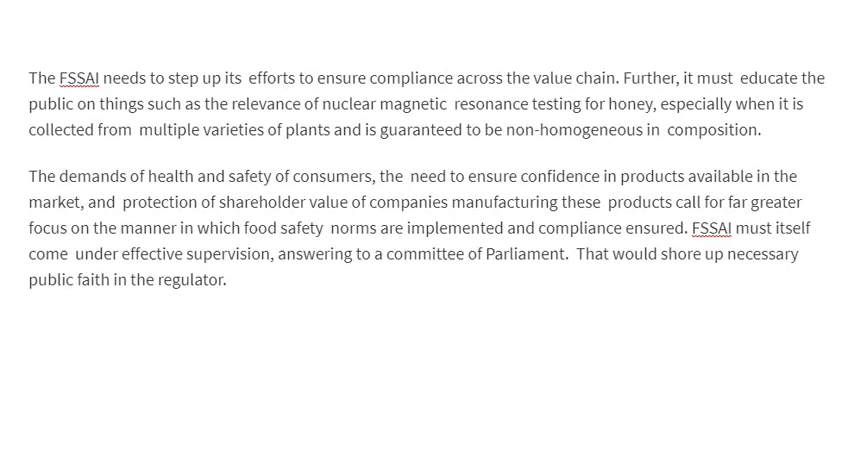 The FSSAI needs to step up its efforts to ensure compliance across the value chain. Further, it must educate the
public on things such as the relevance of nuclear magnetic resonance testing for honey, especially when it is
collected from multiple varieties of plants and is guaranteed to be non-homogeneous in composition.
The demands of health and safety of consumers, the need to ensure confidence in products available in the
market, and protection of shareholder value of companies manufacturing these products call for far greater
focus on the manner in which food safety norms are implemented and compliance ensured. FSSAI must itself
come under effective supervision, answering to a committee of Parliament. That would shore up necessary
public faith in the regulator.